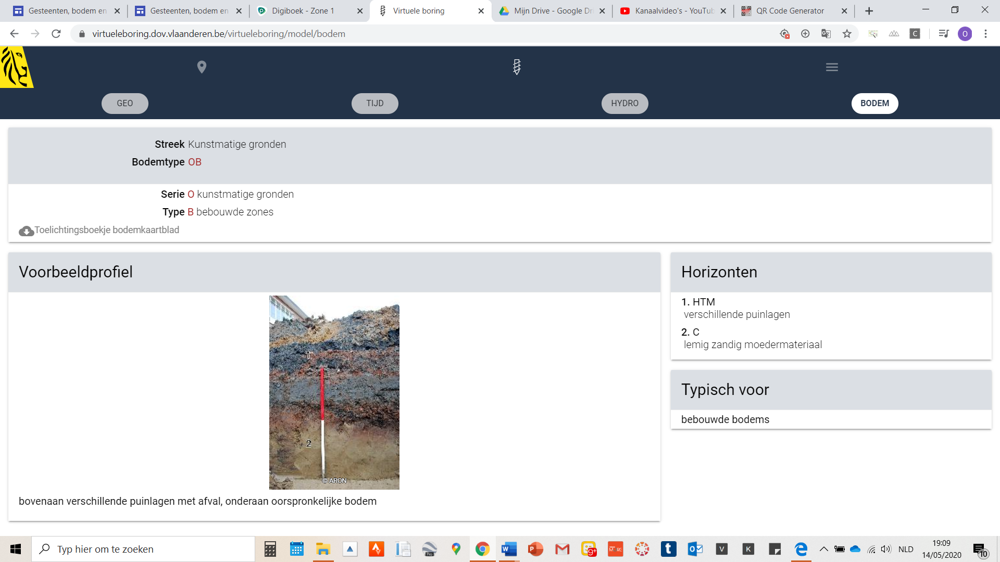 Gesteenten, bodem en
Gesteenten, bodem en
Digiboek - Zone 1
Virtuele boring
Mijn Drive - Google Dri
Kanaalvideo's - YouTub
QR Code Generator
virtueleboring.dov.vlaanderen.be/virtueleboring/model/bodem
C
O
GEO
TIJD
HYDRO
BODEM
Streek Kunstmatige gronden
Bodemtype OB
Serie O kunstmatige gronden
Type B bebouwde zones
Toelichtingsboekje bodemkaartblad
Voorbeeldprofiel
1
2
© ARON
bovenaan verschillende puinlagen met afval, onderaan oorspronkelijke bodem
Horizonten
1. HTM
verschillende puinlagen
2. C
lemig zandig moedermateriaal
Typisch voor
bebouwde bodems
Typ hier om te zoeken
NLD
19:09
14/05/2020
10